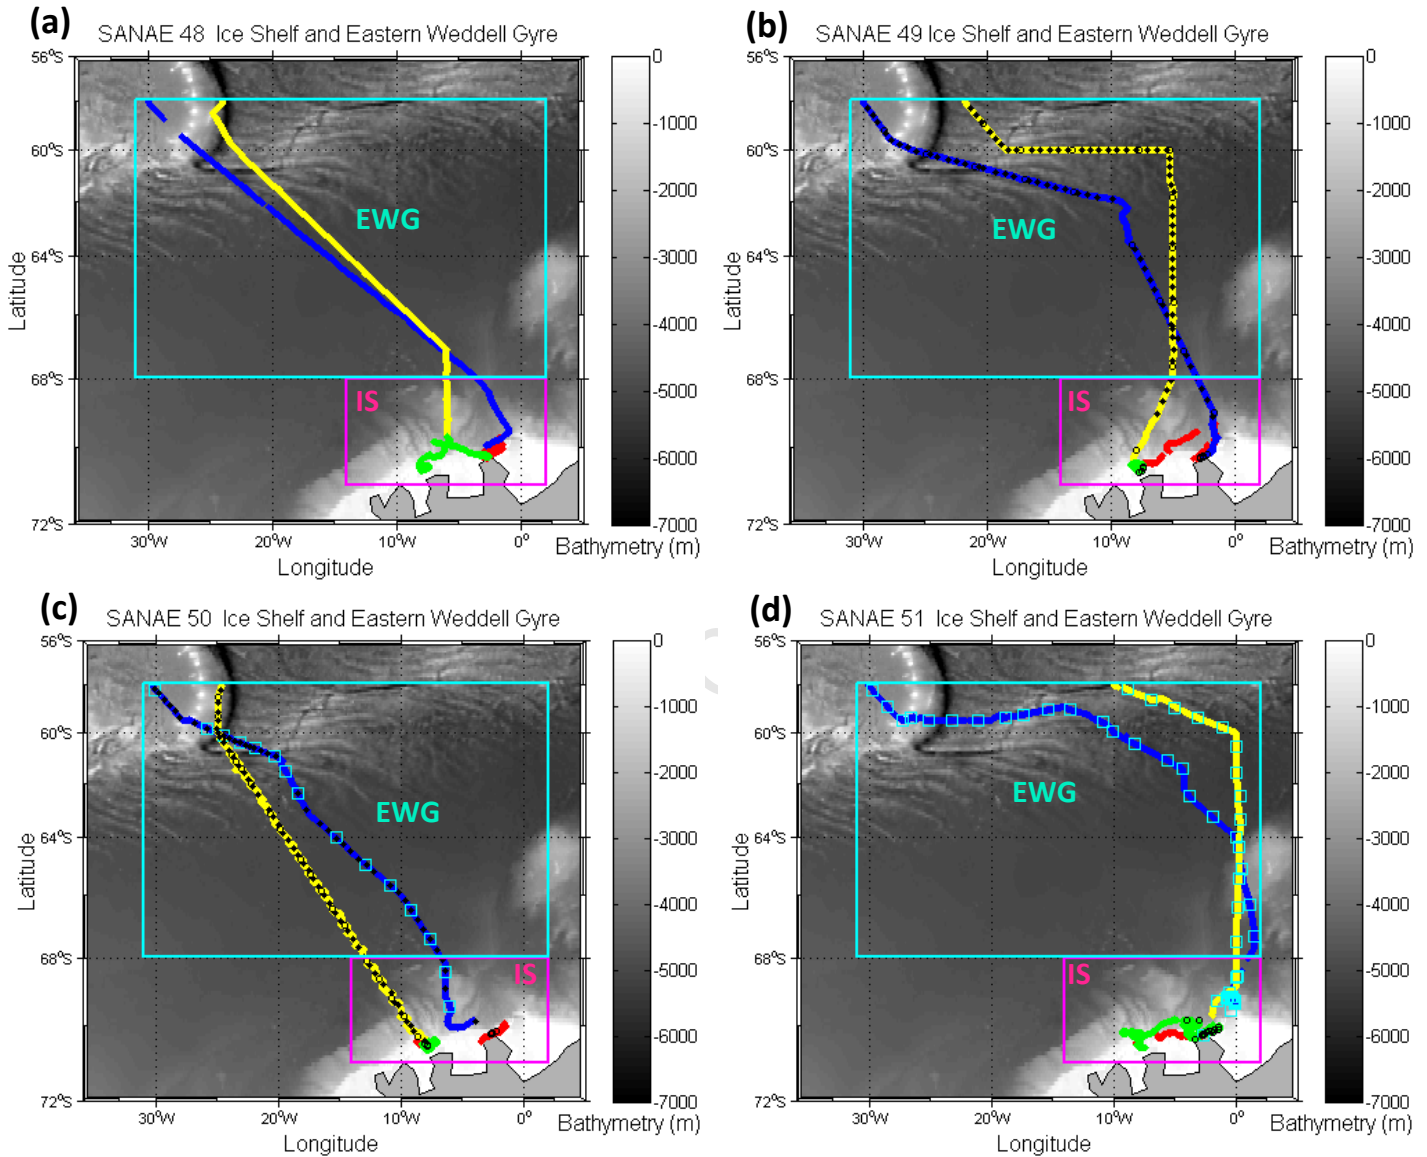 (a)
SANAE 48 Ice Shelf and Eastern Weddell Gyre
56°S
60°S
64°S
68°S
72°S
Latitude
30°W
20°W
10°W
0°
Longitude
EWG
IS
0
-1000
-2000
-3000
-4000
-5000
-6000
-7000
Bathymetry (m)
(b)
SANAE 49 Ice Shelf and Eastern Weddell Gyre
56°S
60°S
64°S
68°S
72°S
Latitude
30°W
20°W
10°W
0°
Longitude
EWG
IS
0
-1000
-2000
-3000
-4000
-5000
-6000
-7000
Bathymetry (m)
(c)
SANAE 50 Ice Shelf and Eastern Weddell Gyre
56°S
60°S
64°S
68°S
72°S
Latitude
30°W
20°W
10°W
0°
Longitude
EWG
IS
0
-1000
-2000
-3000
-4000
-5000
-6000
-7000
Bathymetry (m)
(d)
SANAE 51 Ice Shelf and Eastern Weddell Gyre
56°S
60°S
64°S
68°S
72°S
Latitude
30°W
20°W
10°W
0°
Longitude
EWG
IS
0
-1000
-2000
-3000
-4000
-5000
-6000
-7000
Bathymetry (m)